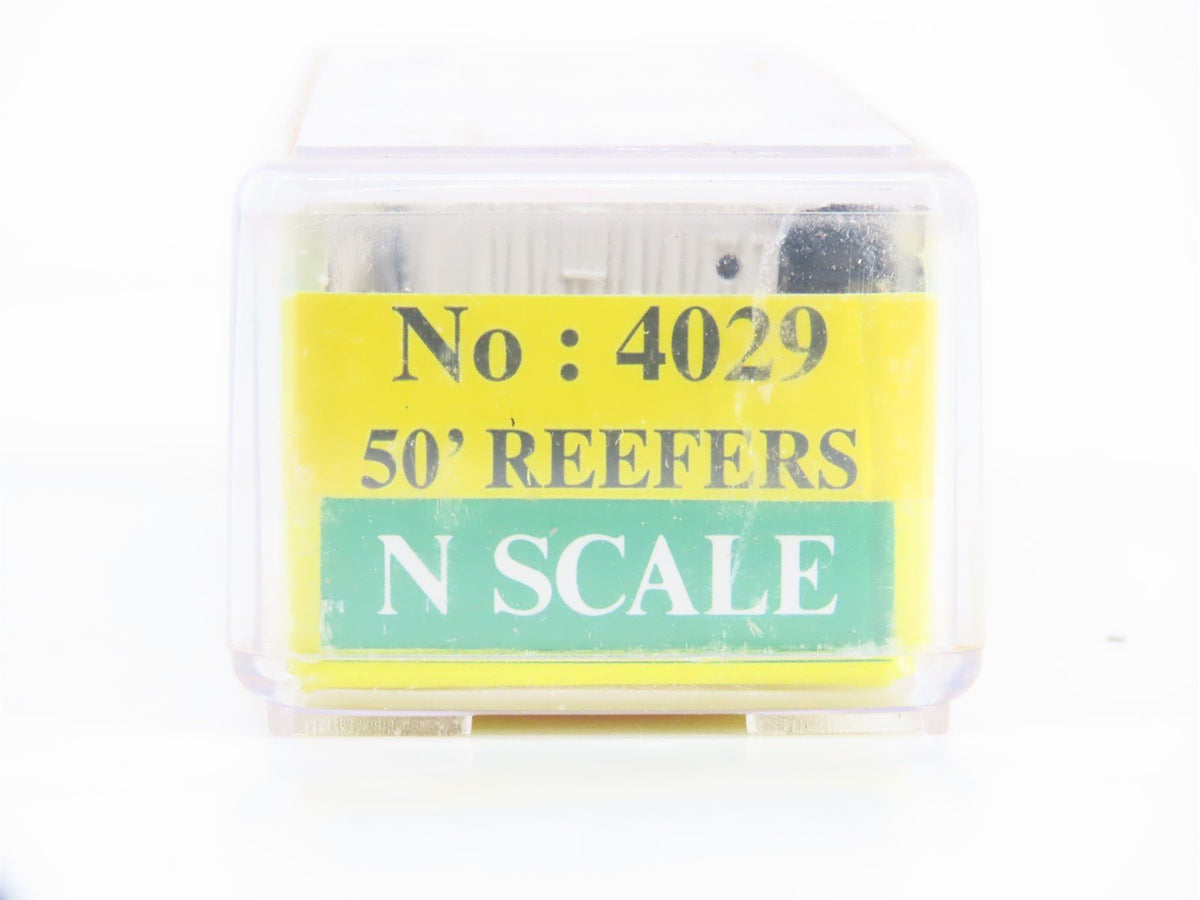 No : 4029
50' REEFERS
N SCALE